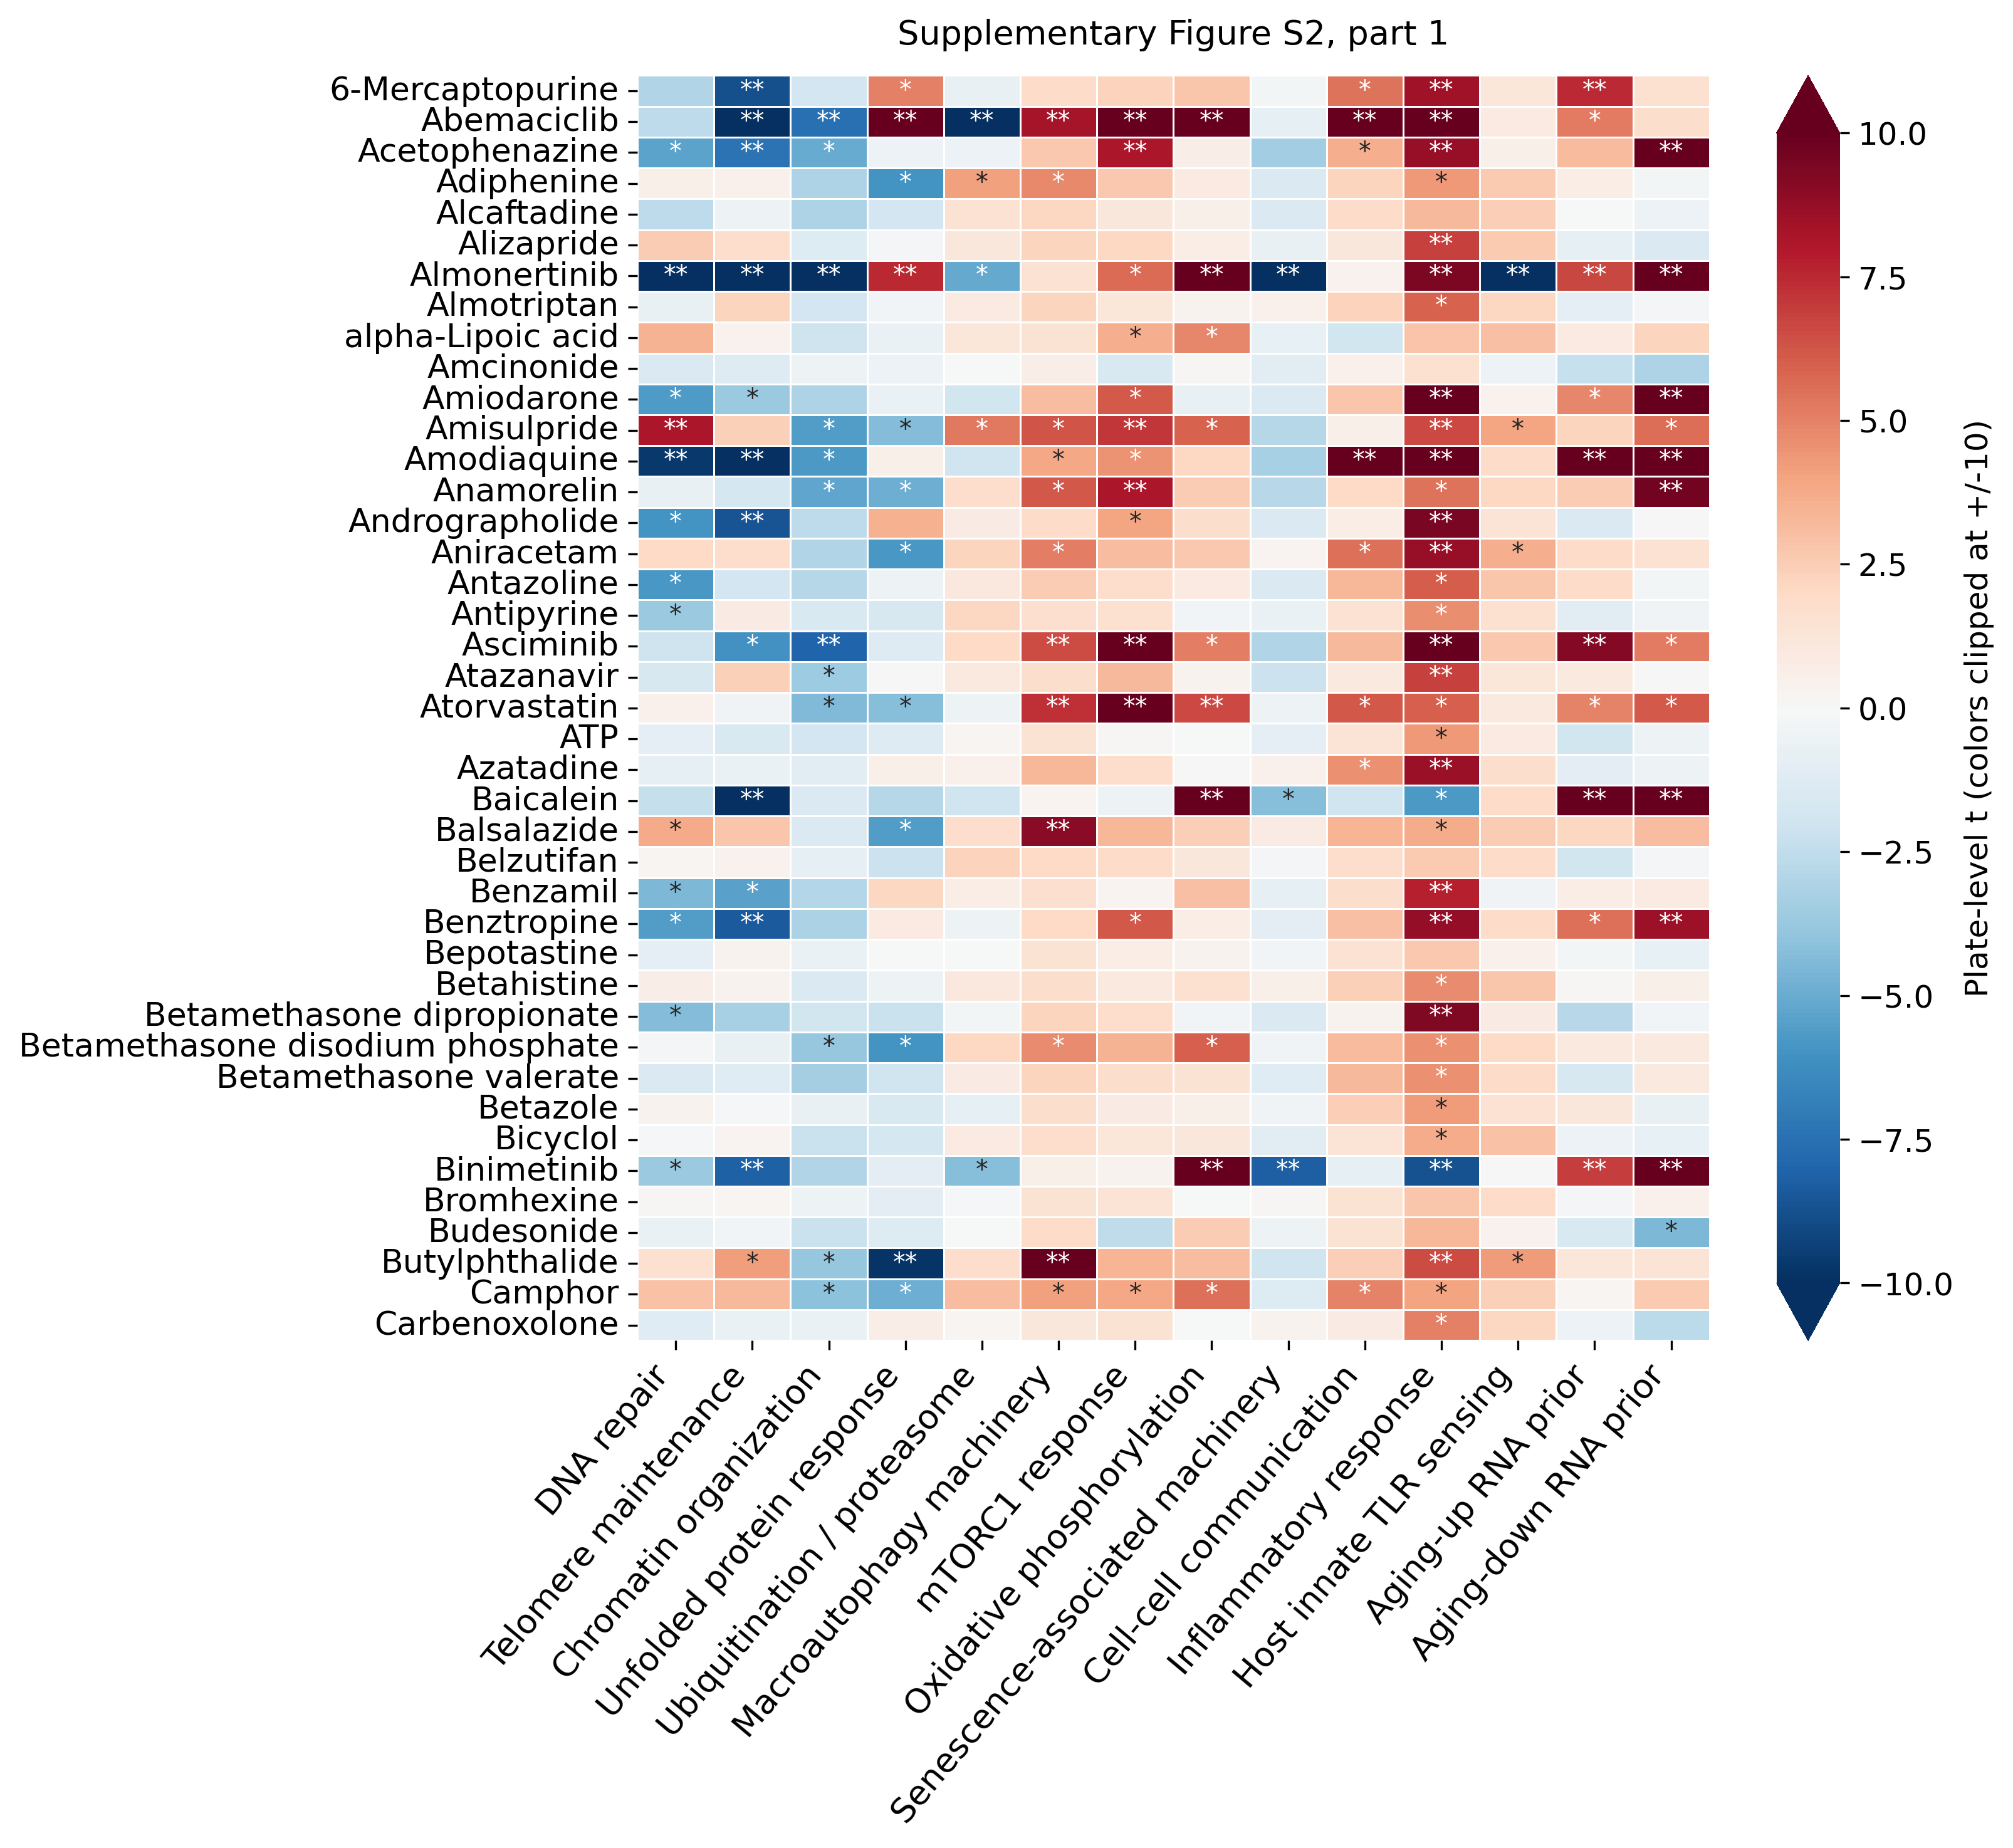 Supplementary Figure S2, part 1
6-Mercaptopurine ** * * ** **
Abemaciclib ** ** ** ** ** ** ** ** ** *
Acetophenazine * ** * ** * ** **
Adiphenine * * * *
Alcaftadine
Alizapride **
Almonertinib ** ** ** ** * * ** ** ** ** ** **
Almotriptan *
alpha-Lipoic acid * *
Amcinonide
Amiodarone * * * ** * **
Amisulpride ** * * * * ** * ** * *
Amodiaquine ** ** * * * ** ** ** **
Anamorelin * * * ** * **
Andrographolide * ** * **
Aniracetam * * * ** *
Antazoline * *
Antipyrine * *
Asciminib * ** ** ** * ** ** *
Atazanavir * **
Atorvastatin * * ** ** ** * * * *
ATP *
Azatadine * **
Baicalein ** ** * * ** **
Balsalazide * * ** *
Belzutifan
Benzamil * * **
Benztropine * ** * ** * **
Bepotastine
Betahistine *
Betamethasone dipropionate * **
Betamethasone disodium phosphate * * * * *
Betamethasone valerate *
Betazole *
Bicyclol *
Binimetinib * ** * ** ** ** ** **
Bromhexine
Budesonide *
Butylphthalide * * ** ** ** *
Camphor * * * * * * *
Carbenoxolone *
DNA repair
Telomere maintenance
Chromatin organization
Unfolded protein response
Ubiquitination / proteasome
Macroautophagy machinery
mTORC1 response
Oxidative phosphorylation
Senescence-associated machinery
Cell-cell communication
Inflammatory response
Host innate TLR sensing
Aging-up RNA prior
Aging-down RNA prior
10.0
7.5
5.0
2.5
0.0
−2.5
−5.0
−7.5
−10.0
Plate-level t (colors clipped at +/-10)